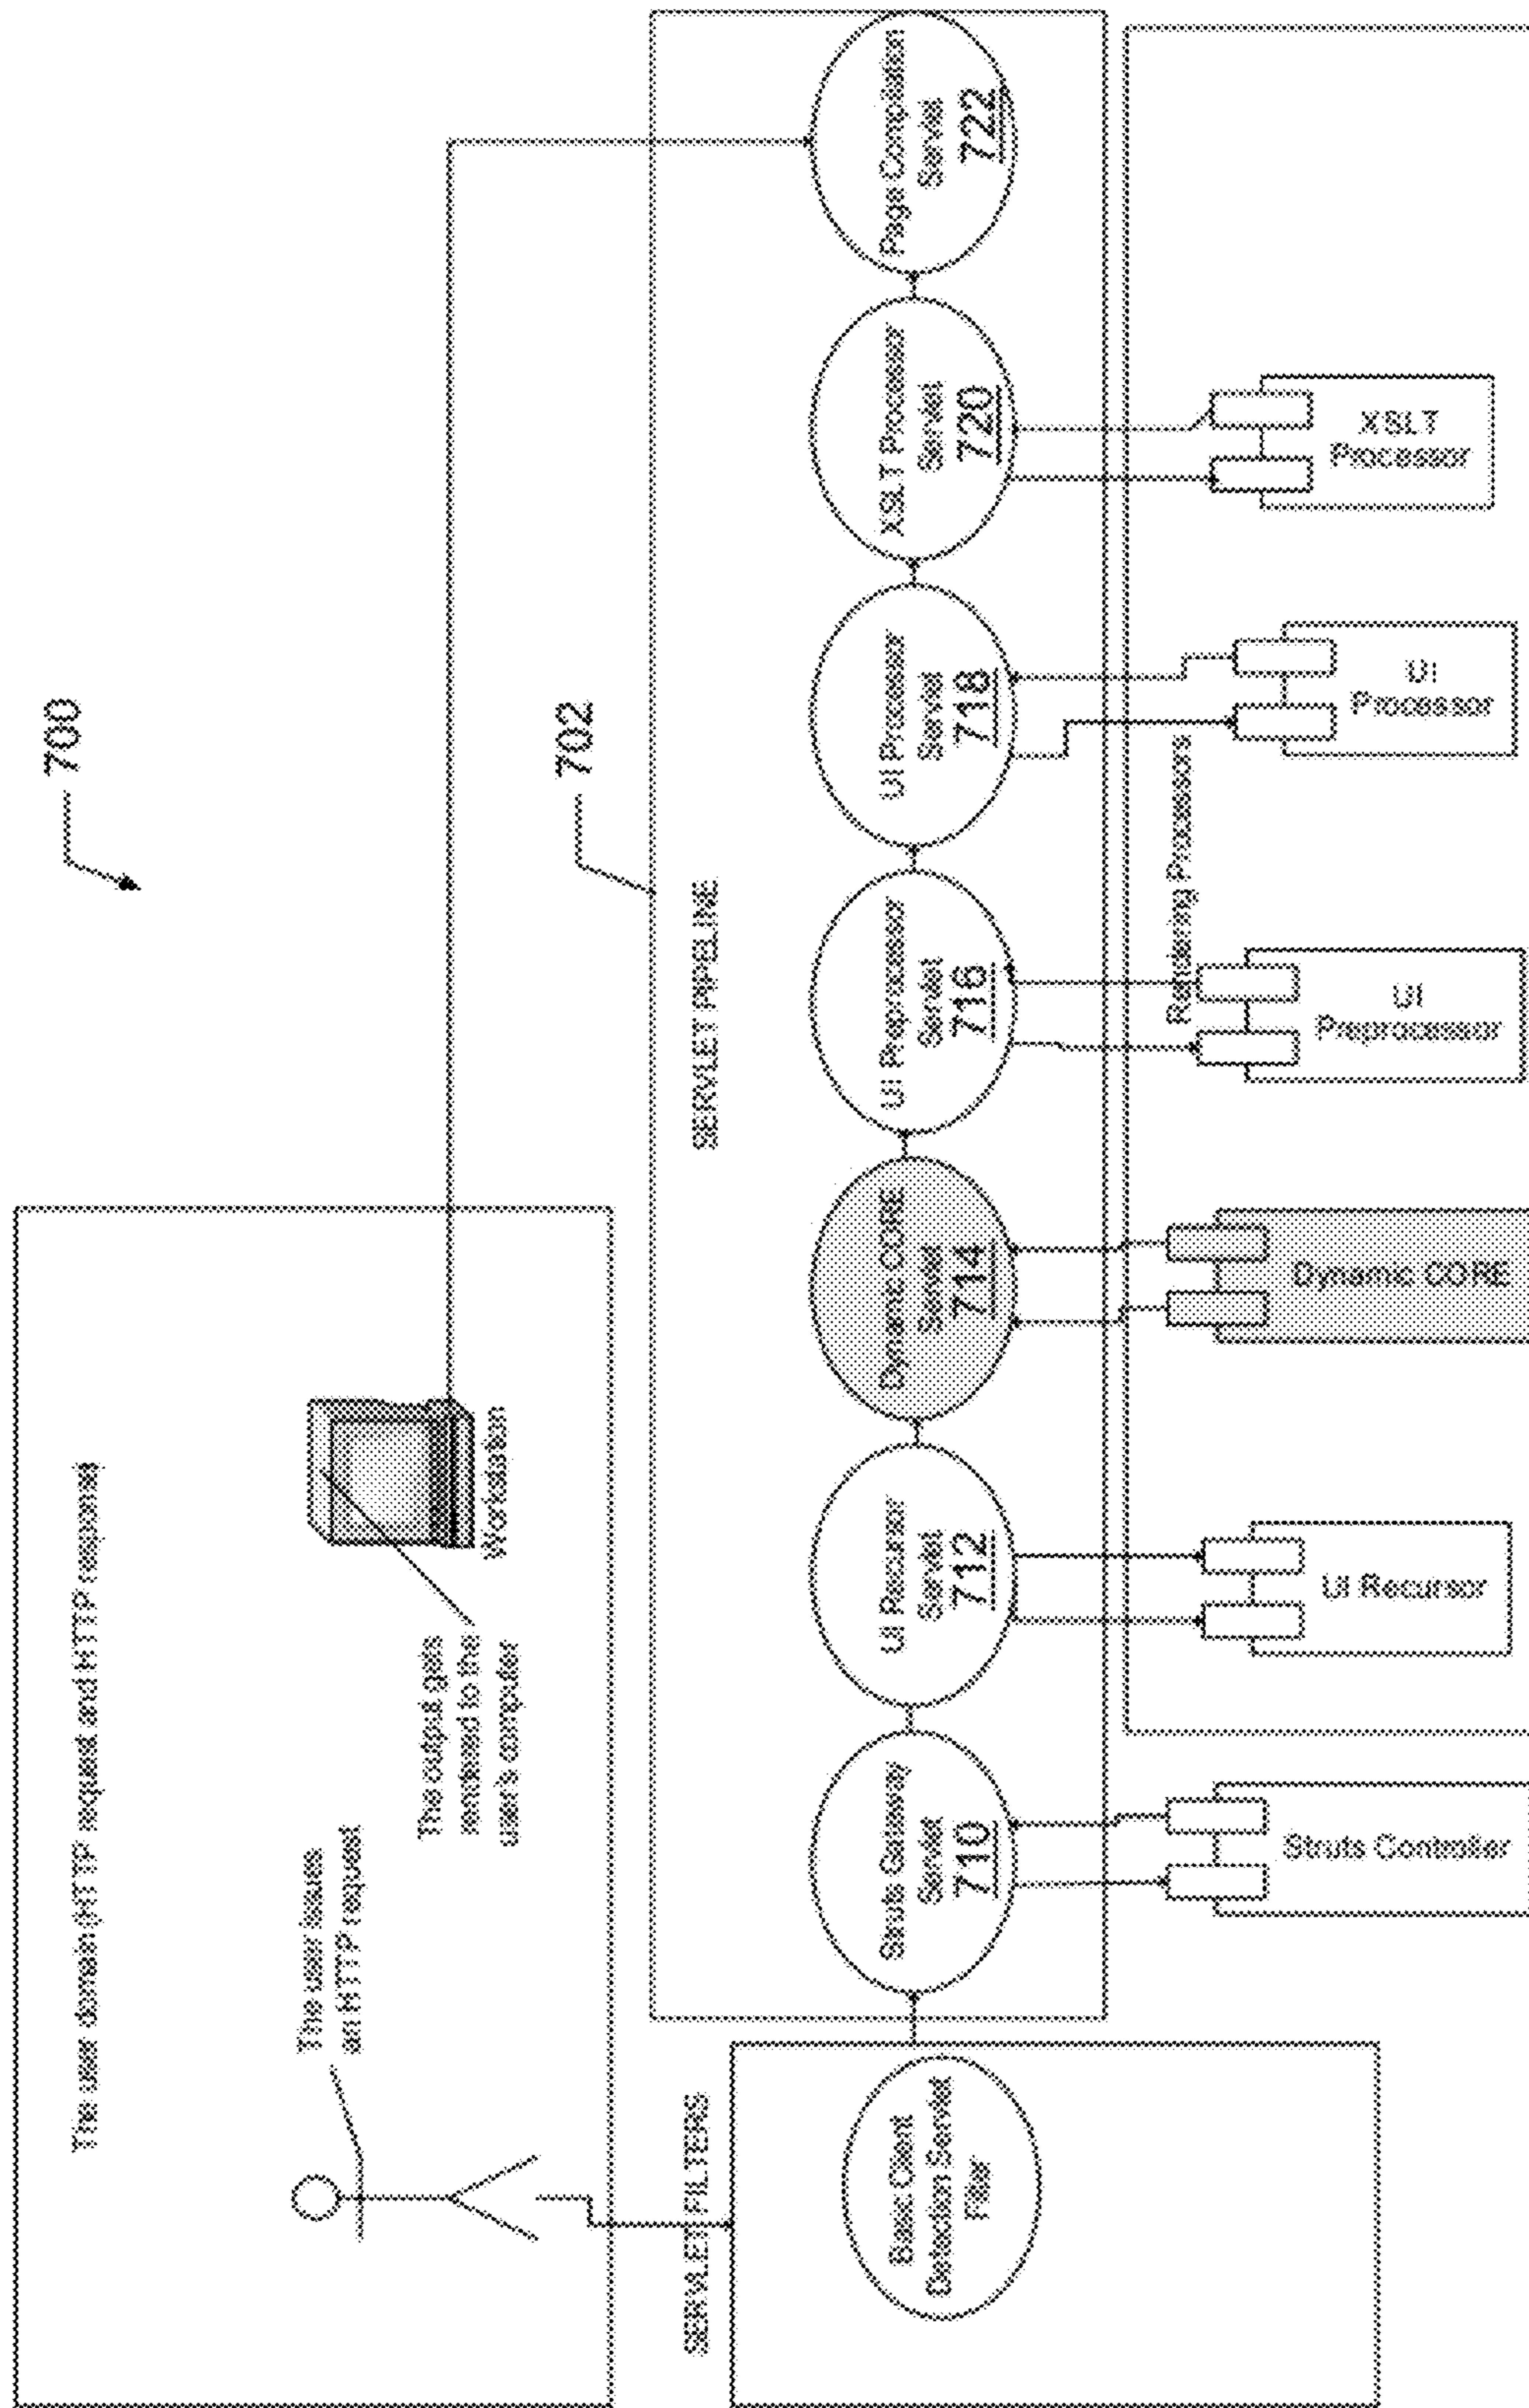 700
The user domain (HTTP request and HTTP response)
The user issues
an HTTP request
The output gets
rendered to the
user's computer
Workstation
702
SERVLET FILTERS
SERVLET PIPELINE
Basic Client
Detection Servlet
Filter
Struts Gateway
Servlet
710
UI Recursor
Servlet
712
Dynamic CORE
Servlet
714
UI Preprocessor
Servlet
716
UI Processor
Servlet
718
XSLT Processor
Servlet
720
Page Compilation
Servlet
722
Rendering Processors
Struts Controller
UI Recursor
Dynamic CORE
UI
Preprocessor
UI
Processor
XSLT
Processor